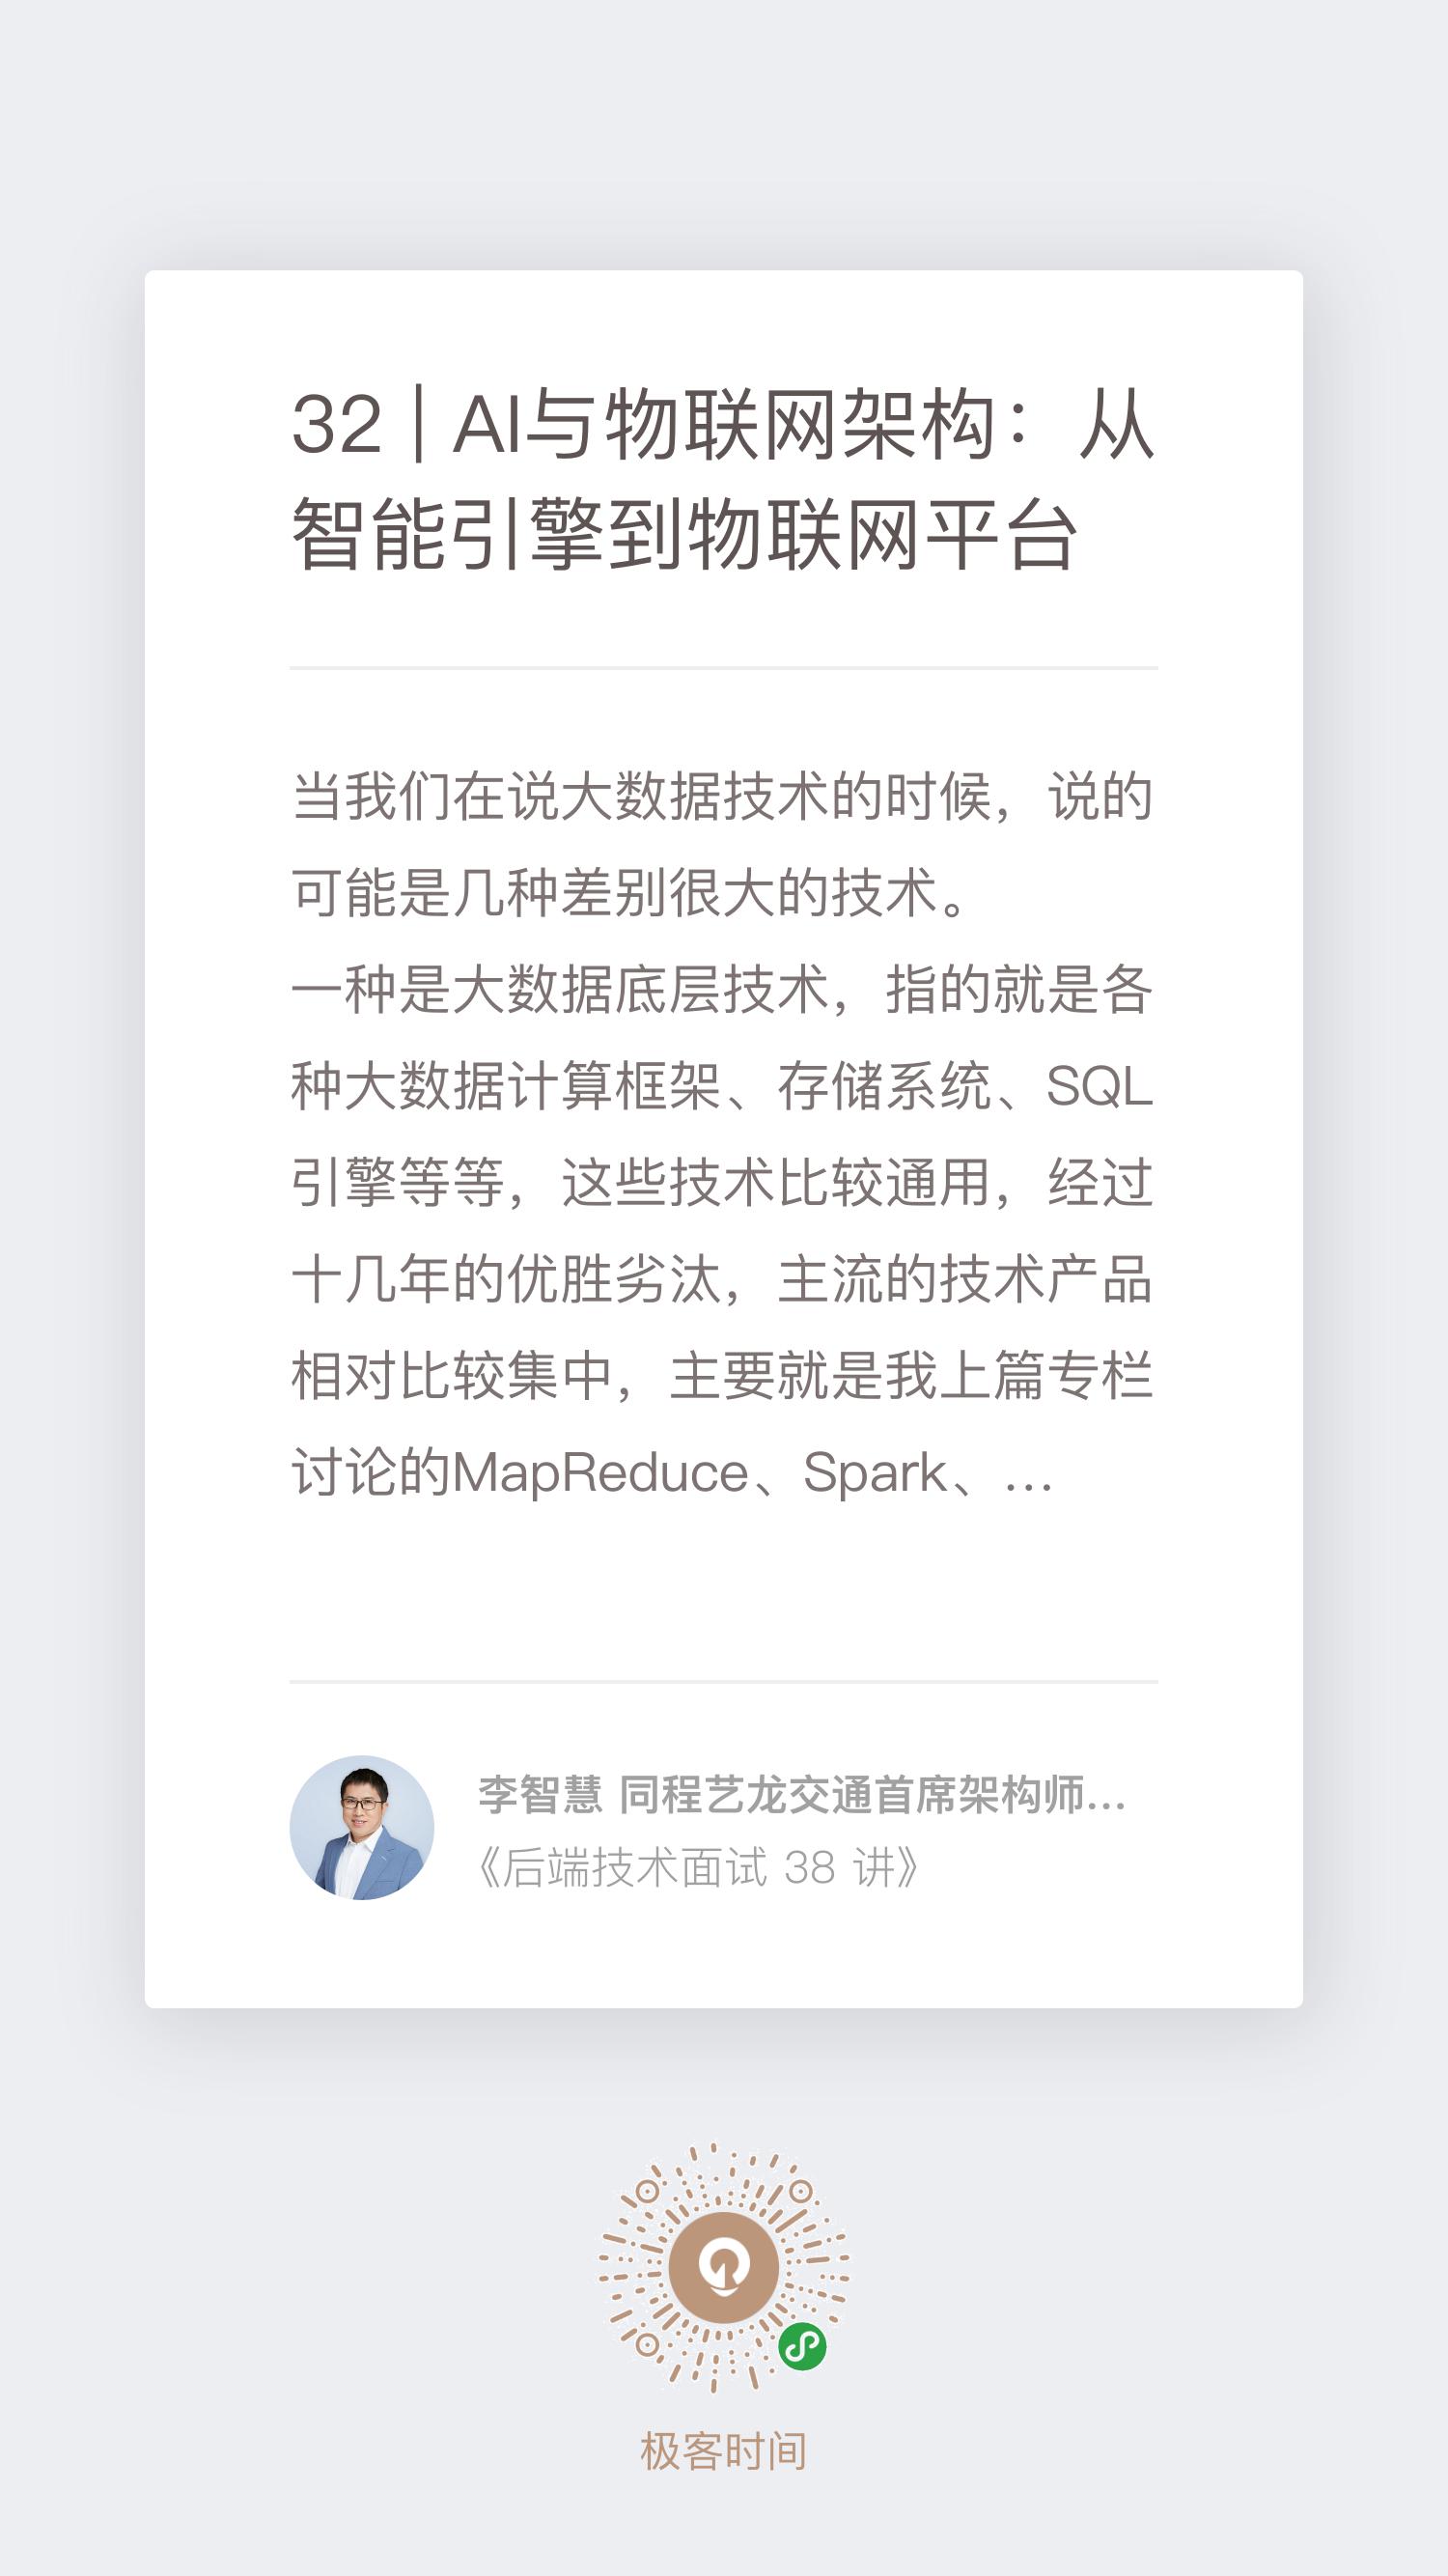 32 | AI与物联网架构：从
智能引擎到物联网平台
当我们在说大数据技术的时候，说的
可能是几种差别很大的技术。
一种是大数据底层技术，指的就是各
种大数据计算框架、存储系统、SQL
引擎等等，这些技术比较通用，经过
十几年的优胜劣汰，主流的技术产品
相对比较集中，主要就是我上篇专栏
讨论的MapReduce、Spark、…
李智慧 同程艺龙交通首席架构师...
《后端技术面试 38 讲》
极客时间